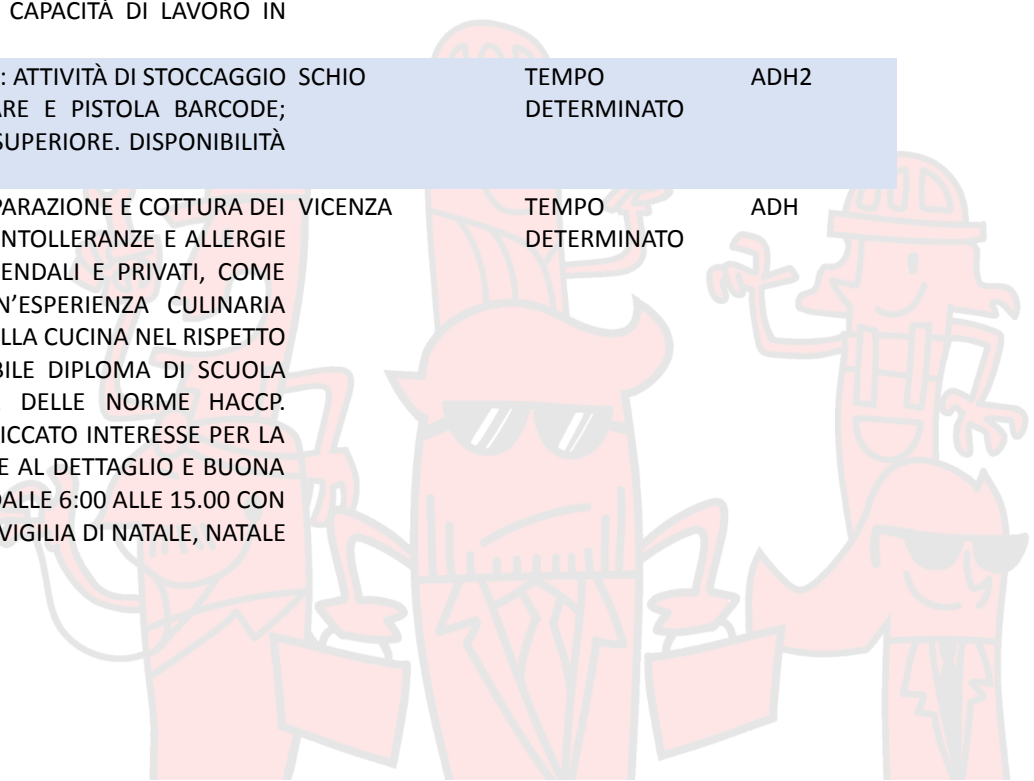 CAPACITÀ DI LAVORO IN
: ATTIVITÀ DI STOCCAGGIO SCHIO TEMPO ADH2
ARE E PISTOLA BARCODE; DETERMINATO
SUPERIORE. DISPONIBILITÀ
PARAZIONE E COTTURA DEI VICENZA TEMPO ADH
NTOLLERANZE E ALLERGIE DETERMINATO
ENDALI E PRIVATI, COME
N'ESPERIENZA CULINARIA
LLA CUCINA NEL RISPETTO
BILE DIPLOMA DI SCUOLA
DELLE NORME HACCP.
ICCATO INTERESSE PER LA
E AL DETTAGLIO E BUONA
DALLE 6:00 ALLE 15.00 CON
VIGILIA DI NATALE, NATALE